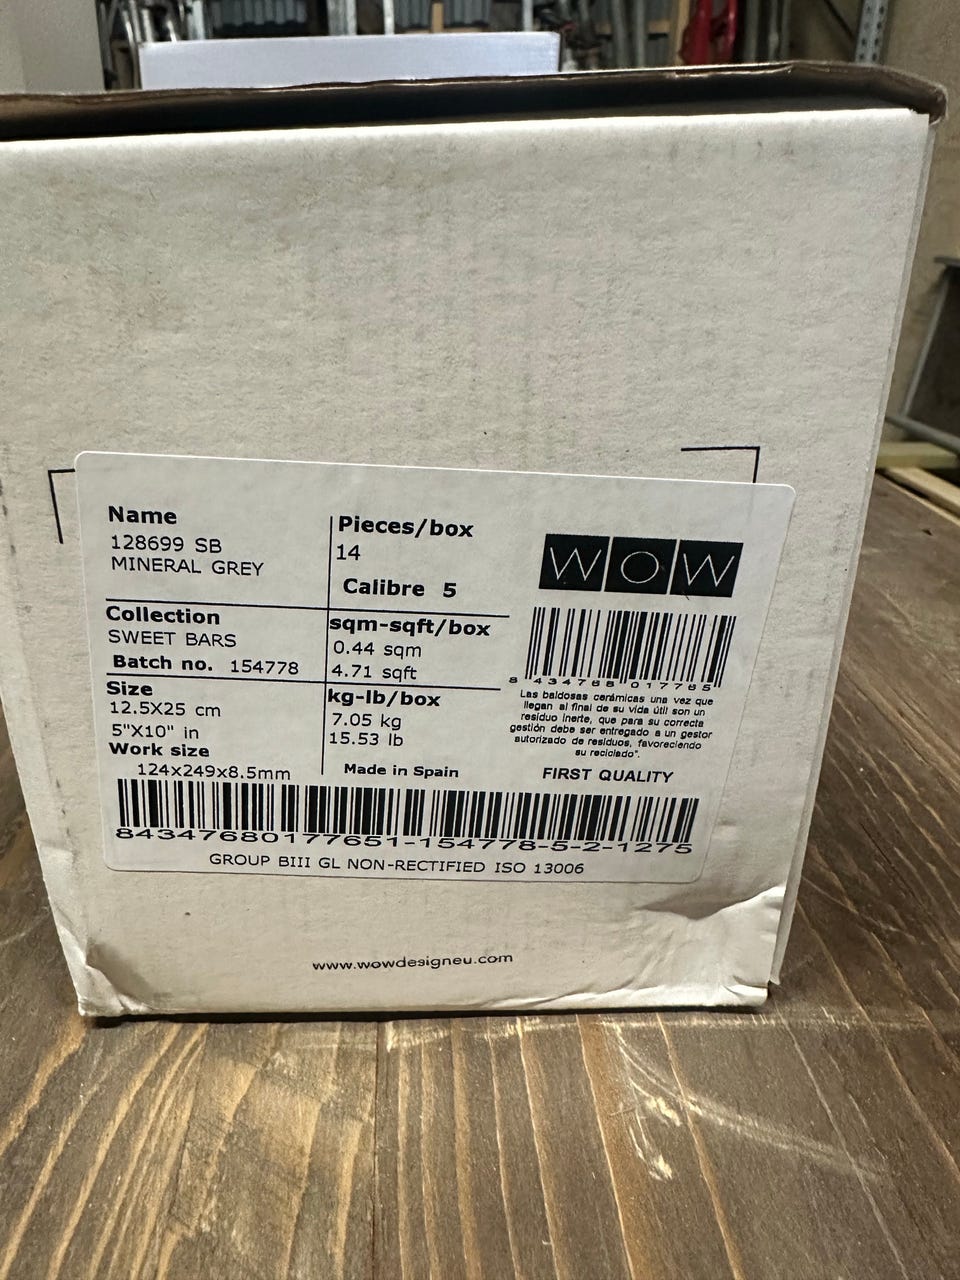 Name
128699 SB
MINERAL GREY
Pieces/box
14
Calibre 5
WOW
Collection
SWEET BARS
Batch no. 154778
sqm-sqft/box
0.44 sqm
4.71 sqft
8 434768 017765
Size
12.5X25 cm
5"X10" in
Work size
124x249x8.5mm
kg-lb/box
7.05 kg
15.53 lb
Made in Spain
Las baldosas cerámicas una vez que
llegan al final de su vida útil son un
residuo inerte, que para su correcta
gestión debe ser entregado a un gestor
autorizado de residuos, favoreciendo
su reciclado".
FIRST QUALITY
84347680177651-154778-5-2-1275
GROUP BIII GL NON-RECTIFIED ISO 13006
www.wowdesigneu.com